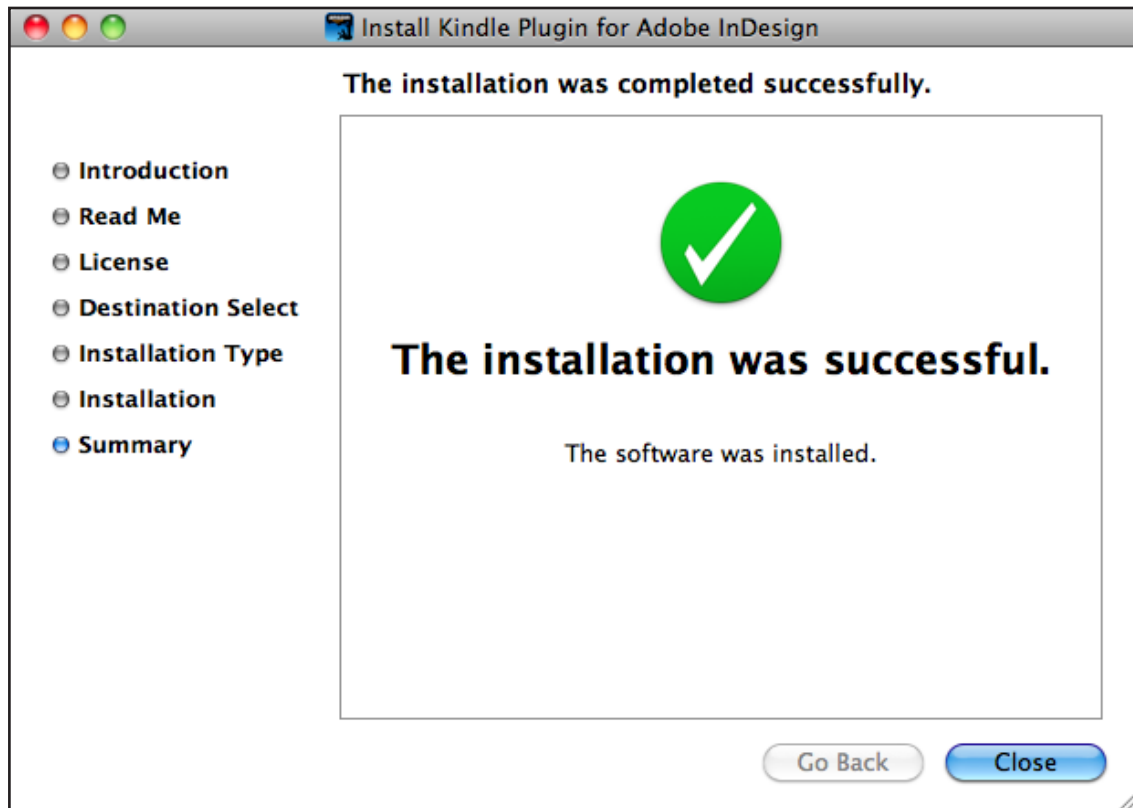 Install Kindle Plugin for Adobe InDesign
The installation was completed successfully.
Introduction
Read Me
License
Destination Select
Installation Type
Installation
Summary
The installation was successful.
The software was installed.
Go Back
Close